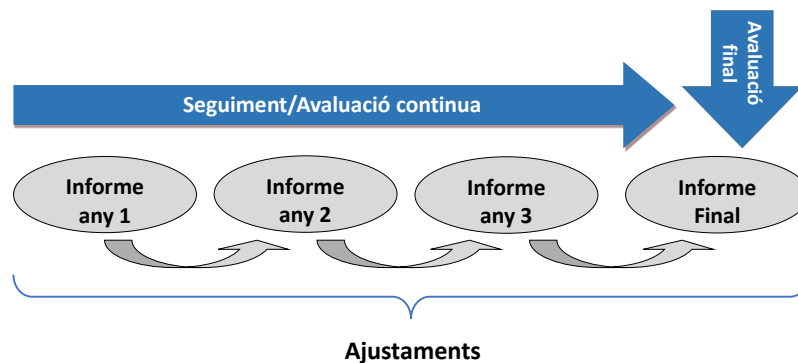 Avaluació
final
Seguiment/Avaluació continua
Informe
any 1
Informe
any 2
Informe
any 3
Informe
Final
Ajustaments